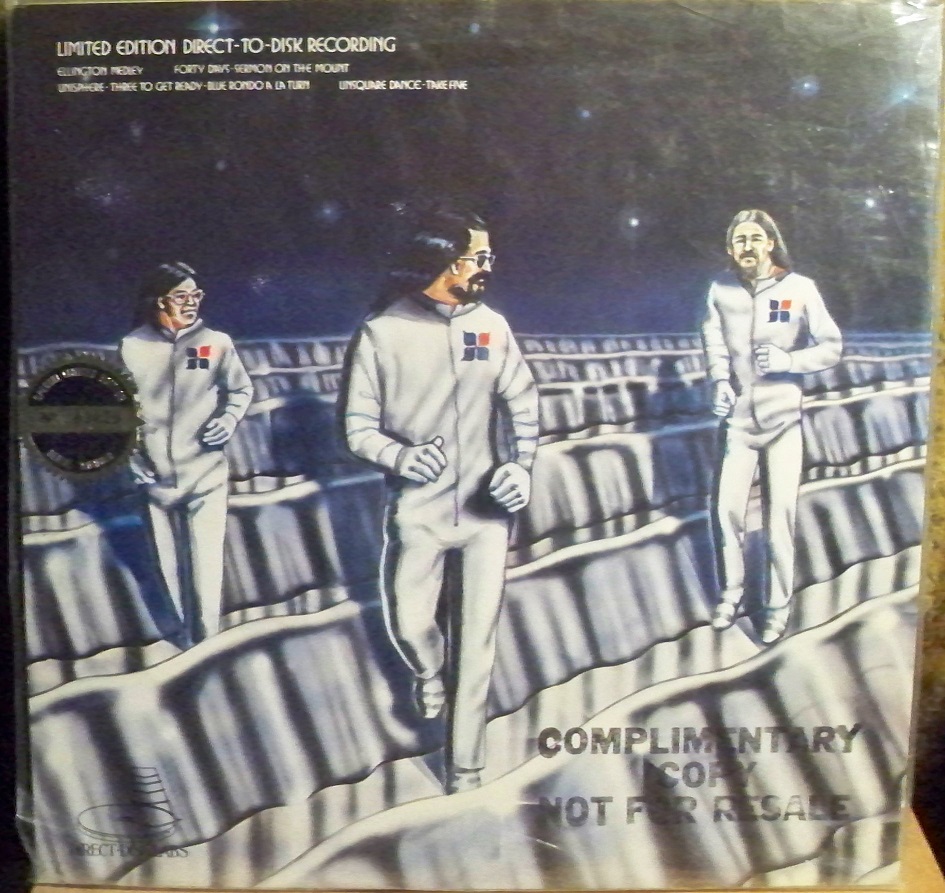 LIMITED EDITION DIRECT-TO-DISK RECORDING
ELLINGTON MEDLEY FORTY DAYS-SERMON ON THE MOUNT
UNISPHERE-THREE TO GET READY-BLUE RONDO A LA TURN UNSQUARE DANCE-TAKE FIVE
COMPLIMENTARY
COPY
NOT FOR RESALE